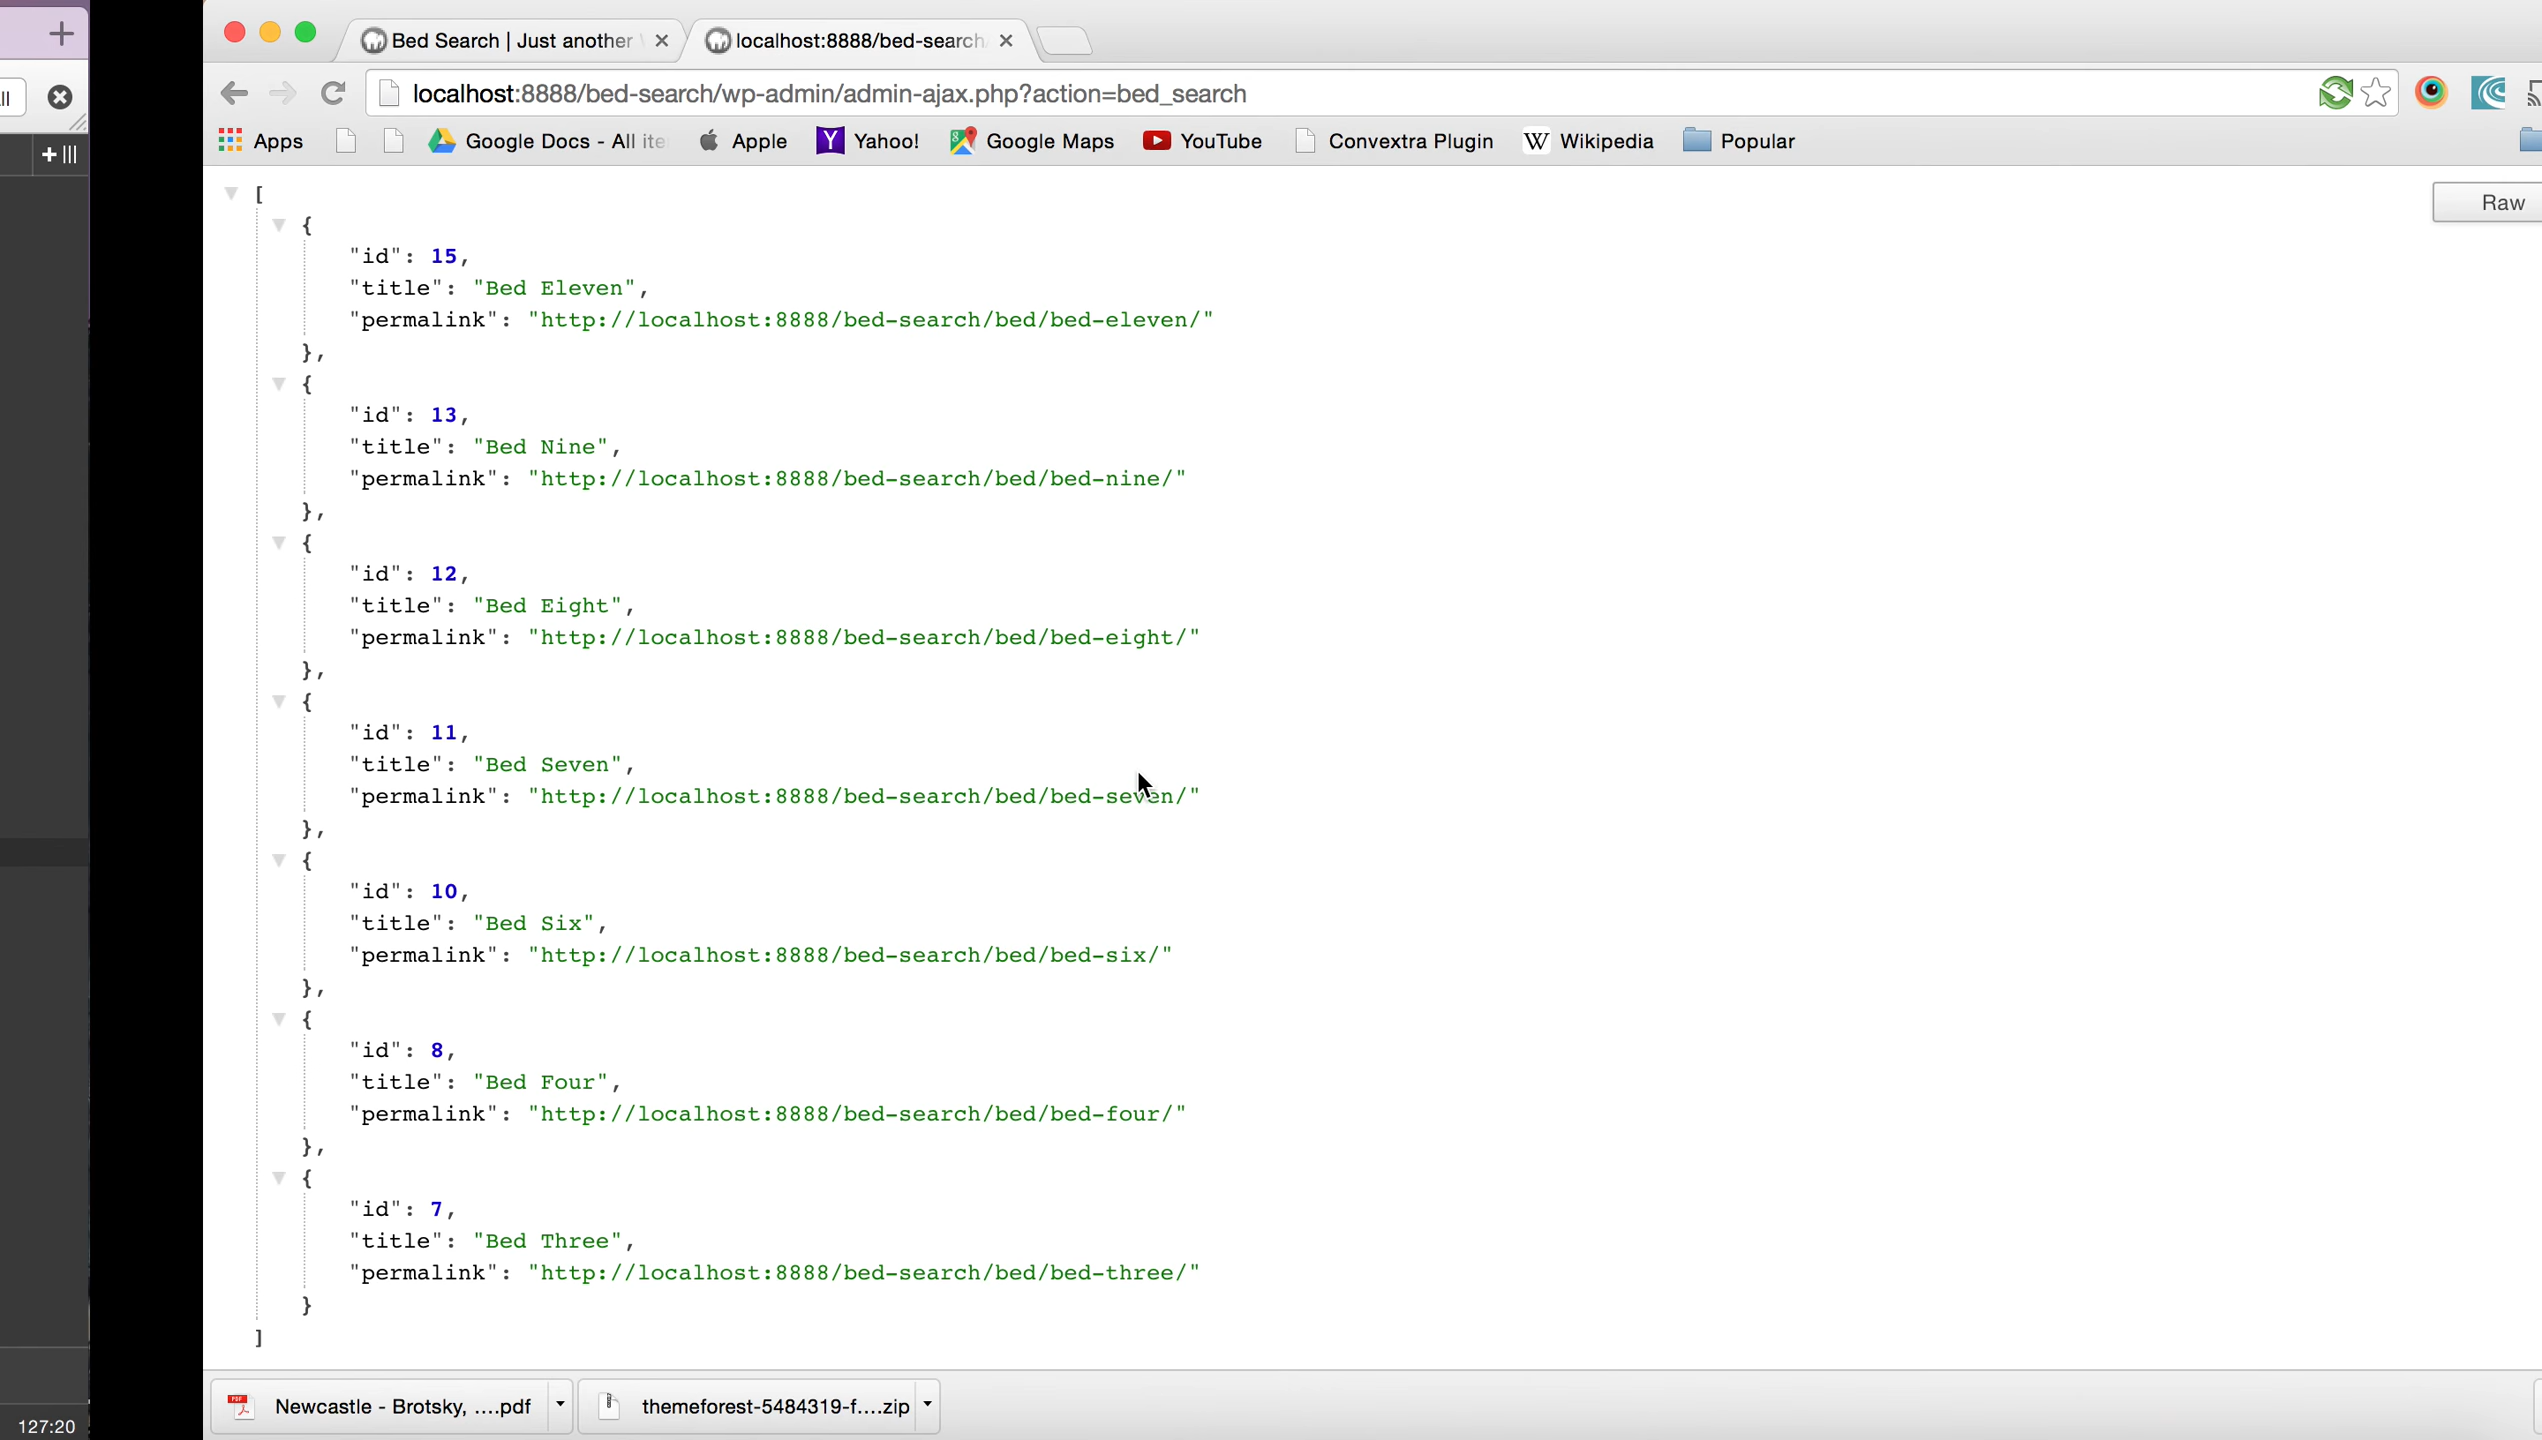 Bed Search | Just another
localhost:8888/bed-search
localhost:8888/bed-search/wp-admin/admin-ajax.php?action=bed_search
Apps
Google Docs - All ite
Apple
Yahoo!
Google Maps
YouTube
Convextra Plugin
Wikipedia
Popular
Raw
[
{
"id": 15,
"title": "Bed Eleven",
"permalink": "http://localhost:8888/bed-search/bed/bed-eleven/"
},
{
"id": 13,
"title": "Bed Nine",
"permalink": "http://localhost:8888/bed-search/bed/bed-nine/"
},
{
"id": 12,
"title": "Bed Eight",
"permalink": "http://localhost:8888/bed-search/bed/bed-eight/"
},
{
"id": 11,
"title": "Bed Seven",
"permalink": "http://localhost:8888/bed-search/bed/bed-seven/"
},
{
"id": 10,
"title": "Bed Six",
"permalink": "http://localhost:8888/bed-search/bed/bed-six/"
},
{
"id": 8,
"title": "Bed Four",
"permalink": "http://localhost:8888/bed-search/bed/bed-four/"
},
{
"id": 7,
"title": "Bed Three",
"permalink": "http://localhost:8888/bed-search/bed/bed-three/"
}
]
Newcastle - Brotsky, ....pdf
themeforest-5484319-f....zip
127:20